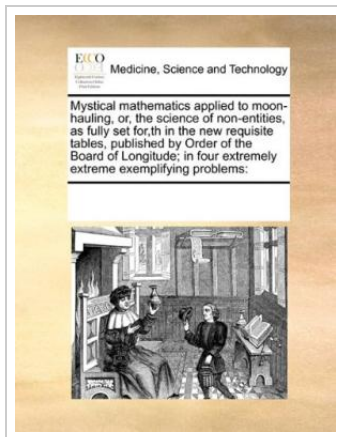 ECCO
Medicine, Science and Technology
Mystical mathematics applied to moon-
hauling, or, the science of non-entities,
as fully set for,th in the new requisite
tables, published by Order of the
Board of Longitude; in four extremely
extreme exemplifying problems: